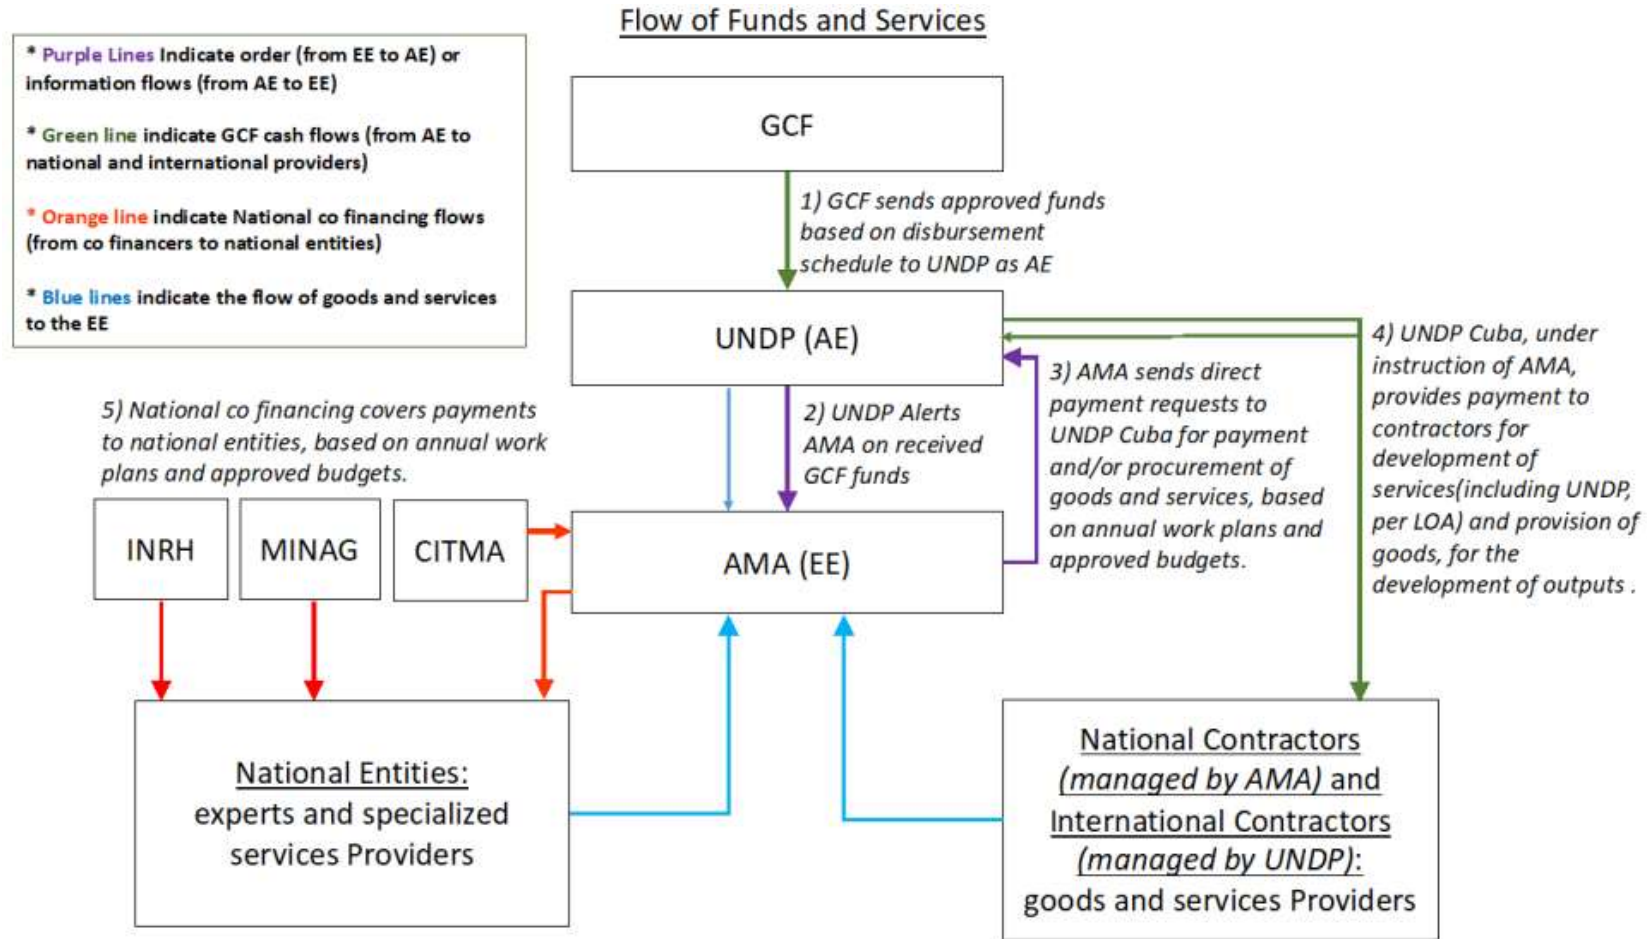 Flow of Funds and Services
* Purple Lines Indicate order (from EE to AE) or
information flows (from AE to EE)
* Green line indicate GCF cash flows (from AE to
national and international providers)
* Orange line indicate National co financing flows
(from co financers to national entities)
* Blue lines indicate the flow of goods and services
to the EE
GCF
1) GCF sends approved funds
based on disbursement
schedule to UNDP as AE
UNDP (AE)
2) UNDP Alerts
AMA on received
GCF funds
3) AMA sends direct
payment requests to
UNDP Cuba for payment
and/or procurement of
goods and services, based
on annual work plans and
approved budgets.
4) UNDP Cuba, under
instruction of AMA,
provides payment to
contractors for
development of
services(including UNDP,
per LOA) and provision of
goods, for the
development of outputs .
5) National co financing covers payments
to national entities, based on annual work
plans and approved budgets.
INRH
MINAG
CITMA
AMA (EE)
National Entities:
experts and specialized
services Providers
National Contractors
(managed by AMA) and
International Contractors
(managed by UNDP):
goods and services Providers